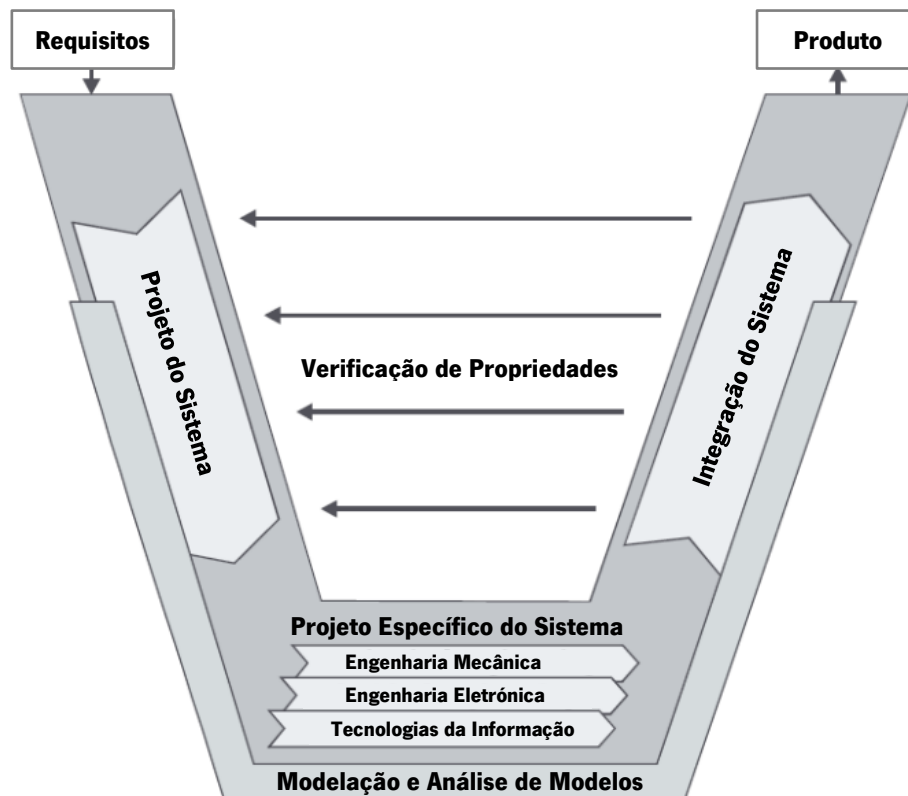 Requisitos
Produto
Projeto do Sistema
Integração do Sistema
Verificação de Propriedades
Projeto Específico do Sistema
Engenharia Mecânica
Engenharia Eletrónica
Tecnologias da Informação
Modelação e Análise de Modelos